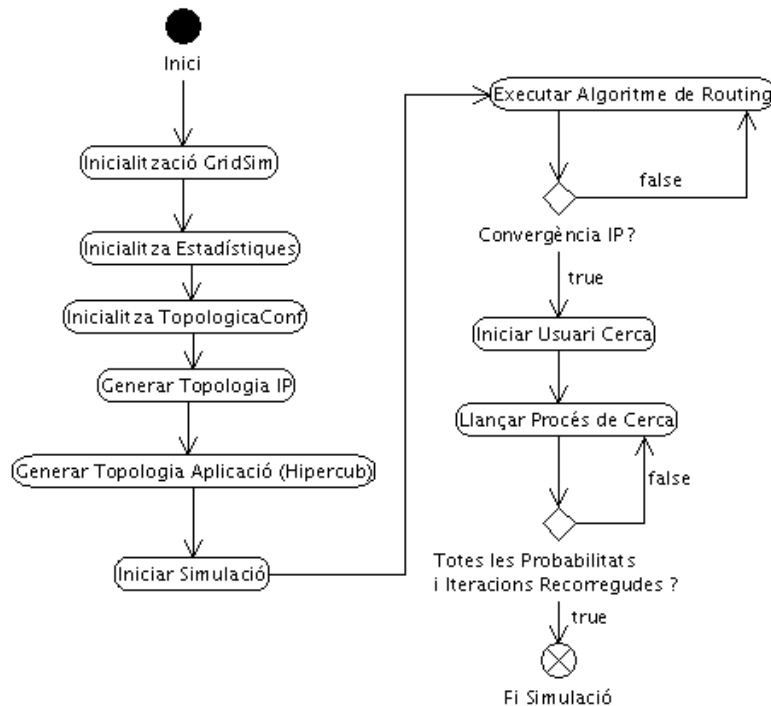 Inici
Inicialització GridSim
Inicialitza Estadístiques
Inicialitza TopologicaConf
Generar Topologia IP
Generar Topologia Aplicació (Hipercub)
Iniciar Simulació
Executar Algoritme de Routing
false
Convergència IP?
true
Iniciar Usuari Cerca
Llançar Procés de Cerca
false
Totes les Probabilitats
i Iteracions Recorregudes ?
true
Fi Simulació